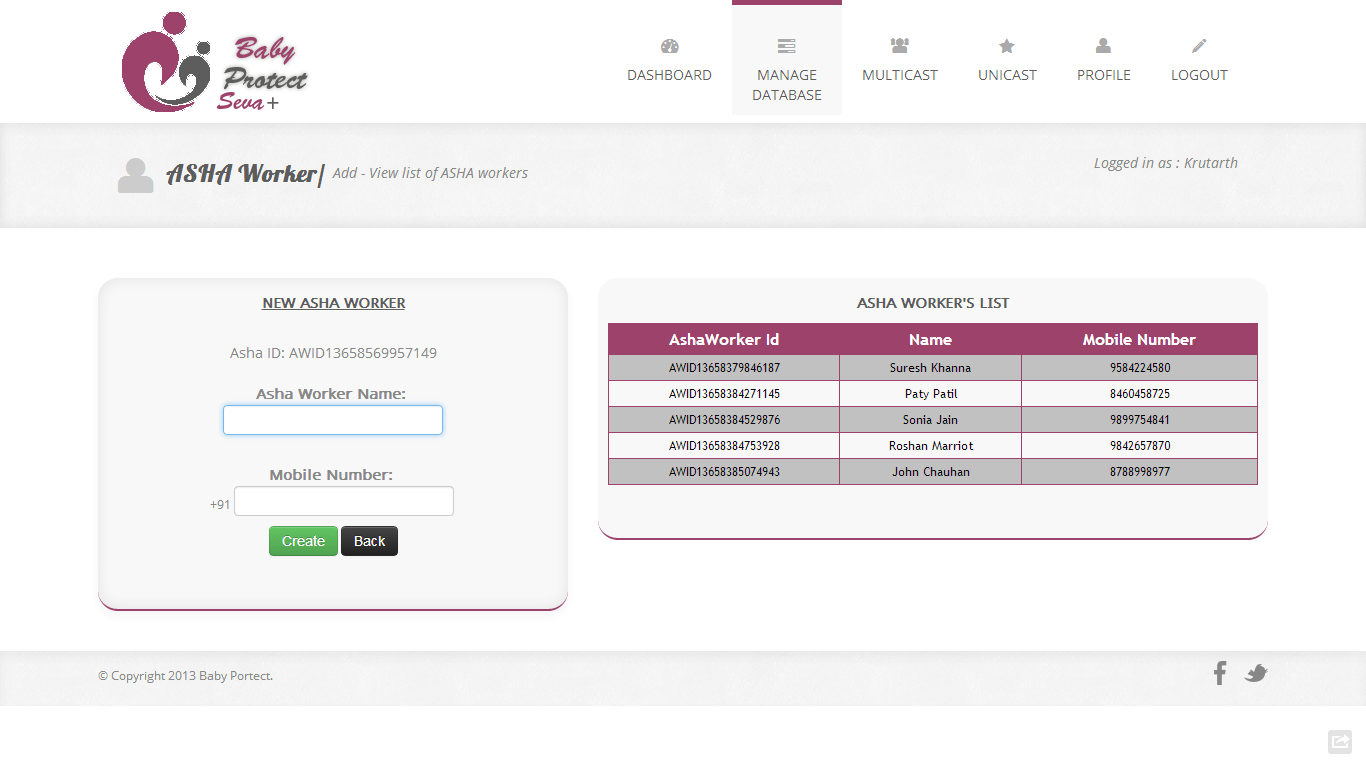 Baby
Protect
Seva+
DASHBOARD
MANAGE
DATABASE
MULTICAST
UNICAST
PROFILE
LOGOUT
ASHA Worker| Add - View list of ASHA workers
Logged in as : Krutarth
NEW ASHA WORKER
Asha ID: AWID13658569957149
Asha Worker Name:
Mobile Number:
+91
Create Back
ASHA WORKER'S LIST
AshaWorker Id Name Mobile Number
AWID13658379846187 Suresh Khanna 9584224580
AWID13658384271145 Paty Patil 8460458725
AWID13658384529876 Sonia Jain 9899754841
AWID13658384753928 Roshan Marriot 9842657870
AWID13658385074943 John Chauhan 8788998977
© Copyright 2013 Baby Portect.